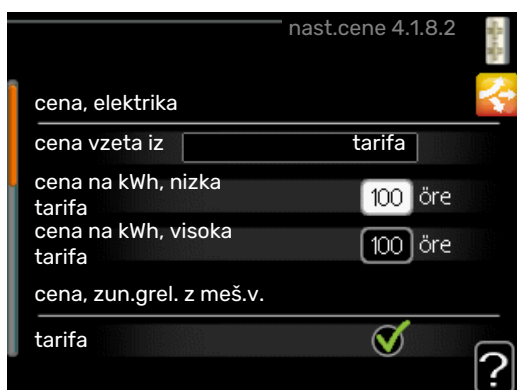 nast.cene 4.1.8.2
cena, elektrika
cena vzeta iz tarifa
cena na kWh, nizka
tarifa 100 öre
cena na kWh, visoka
tarifa 100 öre
cena, zun.grel. z meš.v.
tarifa
?